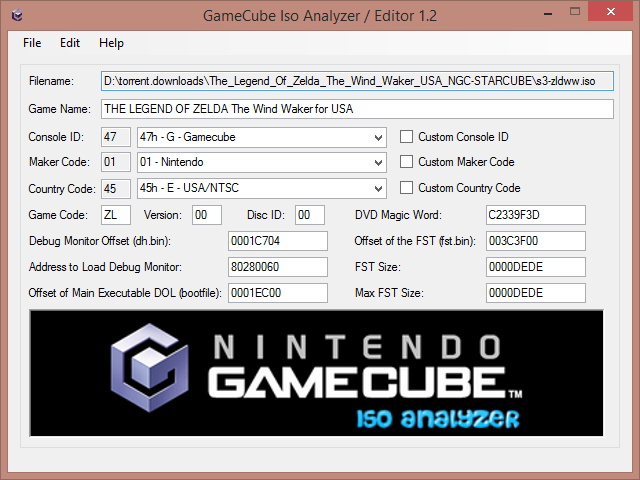 GameCube Iso Analyzer / Editor 1.2
File Edit Help
Filename: D:\torrent.downloads\The_Legend_Of_Zelda_The_Wind_Waker_USA_NGC-STARCUBE\s3-zldww.iso
Game Name: THE LEGEND OF ZELDA The Wind Waker for USA
Console ID: 47 47h - G - Gamecube Custom Console ID
Maker Code: 01 01 - Nintendo Custom Maker Code
Country Code: 45 45h - E - USA/NTSC Custom Country Code
Game Code: ZL Version: 00 Disc ID: 00 DVD Magic Word: C2339F3D
Debug Monitor Offset (dh.bin): 0001C704 Offset of the FST (fst.bin): 003C3F00
Address to Load Debug Monitor: 80280060 FST Size: 0000DEDE
Offset of Main Executable DOL (bootfile): 0001EC00 Max FST Size: 0000DEDE
NINTENDO
GAMECUBE™
ISO ANALYZER